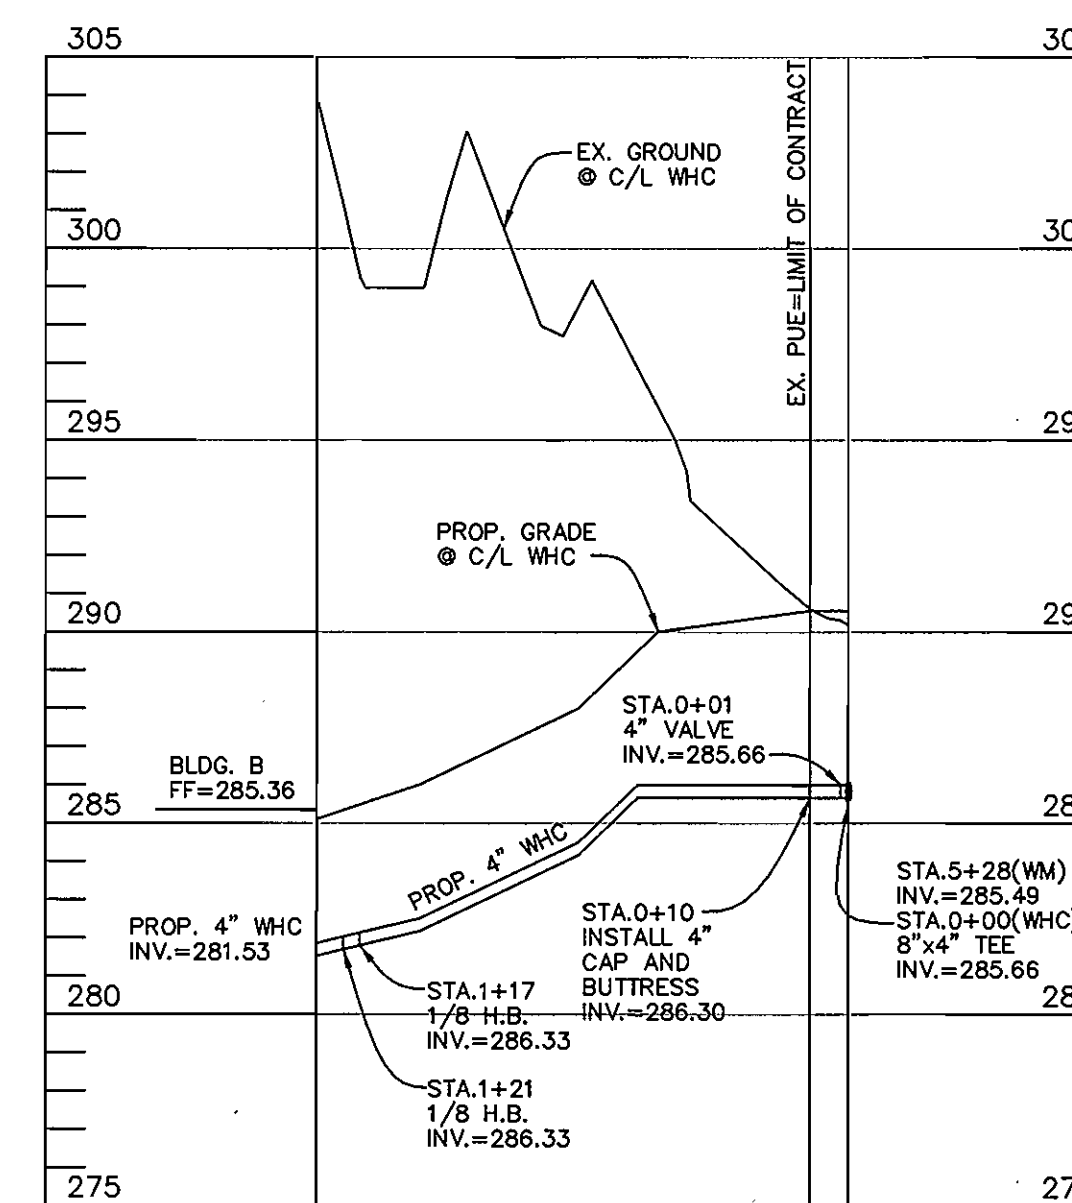 305
30
EX. GROUND
@ C/L WHC
EX. PUE=LIMIT OF CONTRACT
300
30
295
29
PROP. GRADE
@ C/L WHC
290
29
STA.0+01
4" VALVE
INV.=285.66
BLDG. B
FF=285.36
285
28
PROP. 4" WHC
STA.5+28(WM)
INV.=285.49
STA.0+00(WHC)
8"x4" TEE
INV.=285.66
PROP. 4" WHC
INV.=281.53
STA.0+10
INSTALL 4"
CAP AND
BUTTRESS
INV.=286.30
280
28
STA.1+17
1/8 H.B.
INV.=286.33
STA.1+21
1/8 H.B.
INV.=286.33
275
27